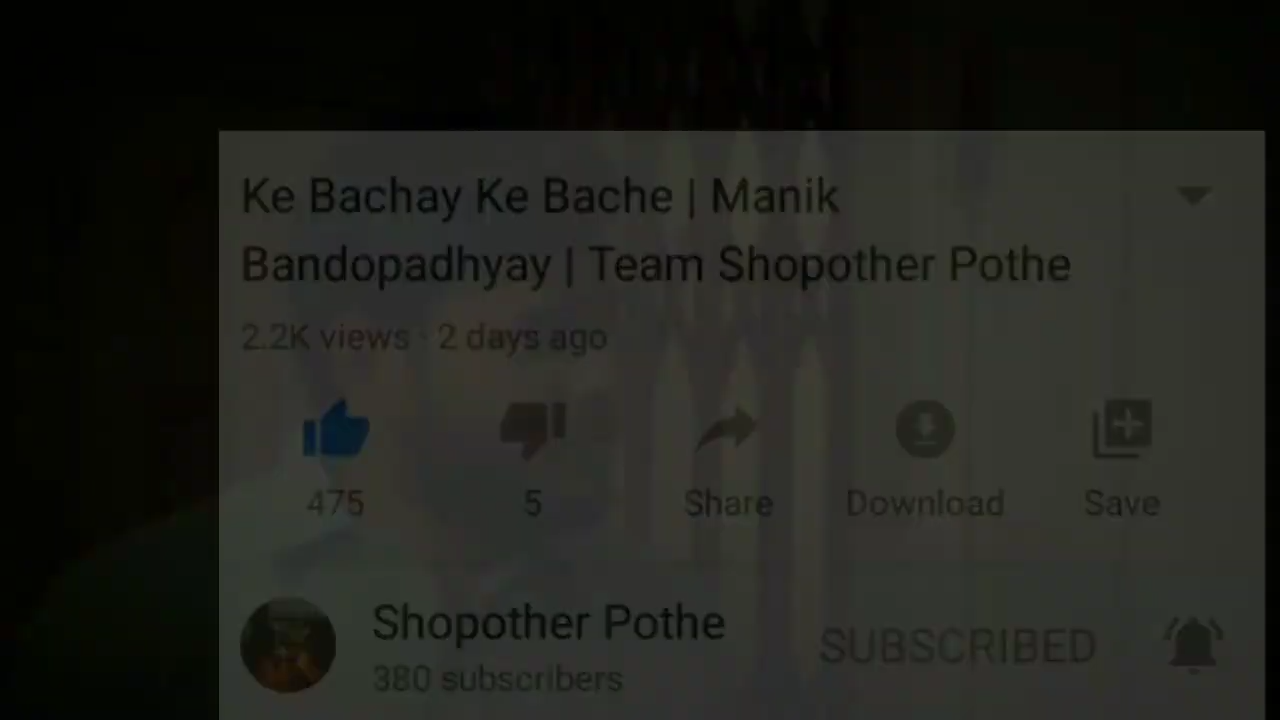 Ke Bachay Ke Bache | Manik
Bandopadhyay | Team Shopother Pothe
2.2K views · 2 days ago
475 5 Share Download Save
Shopother Pothe
SUBSCRIBED
380 subscribers